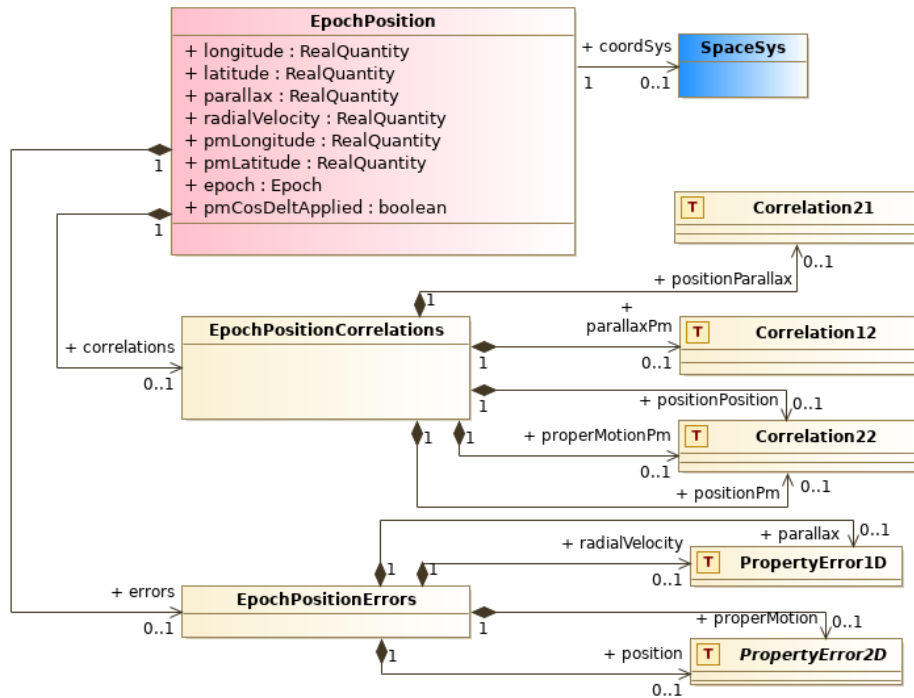 EpochPosition
+ longitude : RealQuantity
+ latitude : RealQuantity
+ parallax : RealQuantity
+ radialVelocity : RealQuantity
+ pmLongitude : RealQuantity
+ pmLatitude : RealQuantity
+ epoch : Epoch
+ pmCosDeltApplied : boolean
1
1
+ coordSys
1
0..1
SpaceSys
T
Correlation21
0..1
+ positionParallax
1
EpochPositionCorrelations
+ correlations
0..1
+
parallaxPm
1
0..1
T
Correlation12
1
+ positionPosition
0..1
1
1
+ properMotionPm
0..1
T
Correlation22
+ positionPm
0..1
+ parallax
0..1
1
1
+ radialVelocity
0..1
T
PropertyError1D
+ errors
0..1
EpochPositionErrors
1
+ properMotion
0..1
1
+ position
0..1
T
PropertyError2D